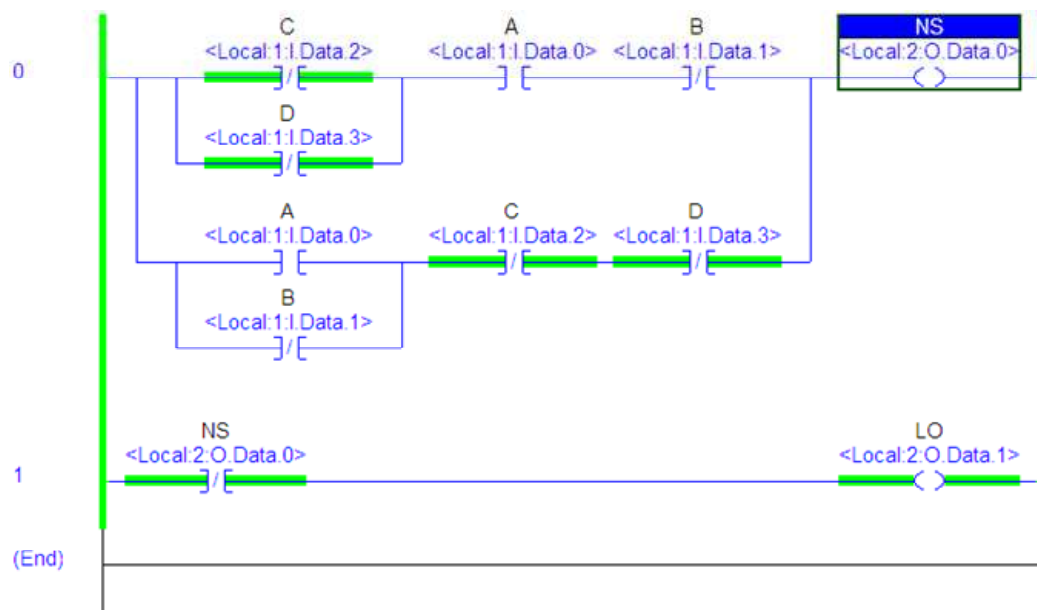 C A B NS
<Local:1:I.Data.2> <Local:1:I.Data.0> <Local:1:I.Data.1> <Local:2:O.Data.0>
0
D
<Local:1:I.Data.3>
A C D
<Local:1:I.Data.0> <Local:1:I.Data.2> <Local:1:I.Data.3>
B
<Local:1:I.Data.1>
NS LO
<Local:2:O.Data.0> <Local:2:O.Data.1>
1
(End)